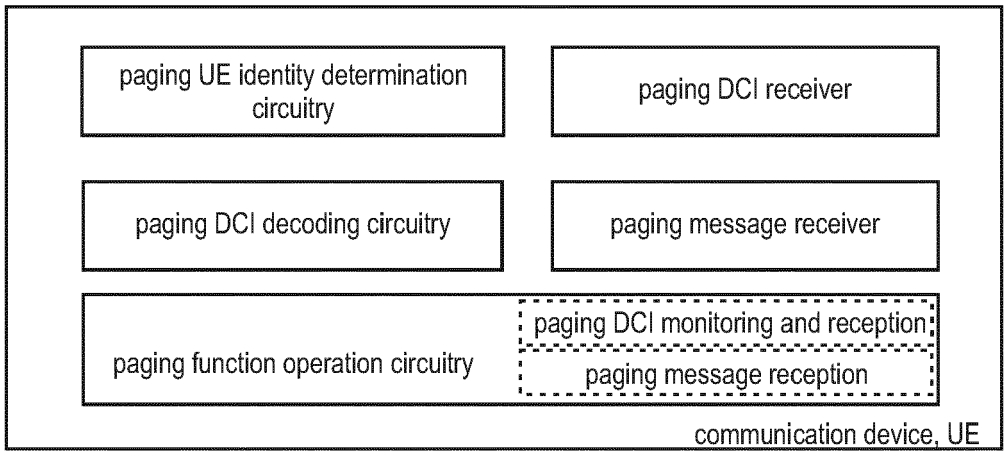 paging UE identity determination
circuitry
paging DCI receiver
paging DCI decoding circuitry
paging message receiver
paging function operation circuitry
paging DCI monitoring and reception
paging message reception
communication device, UE